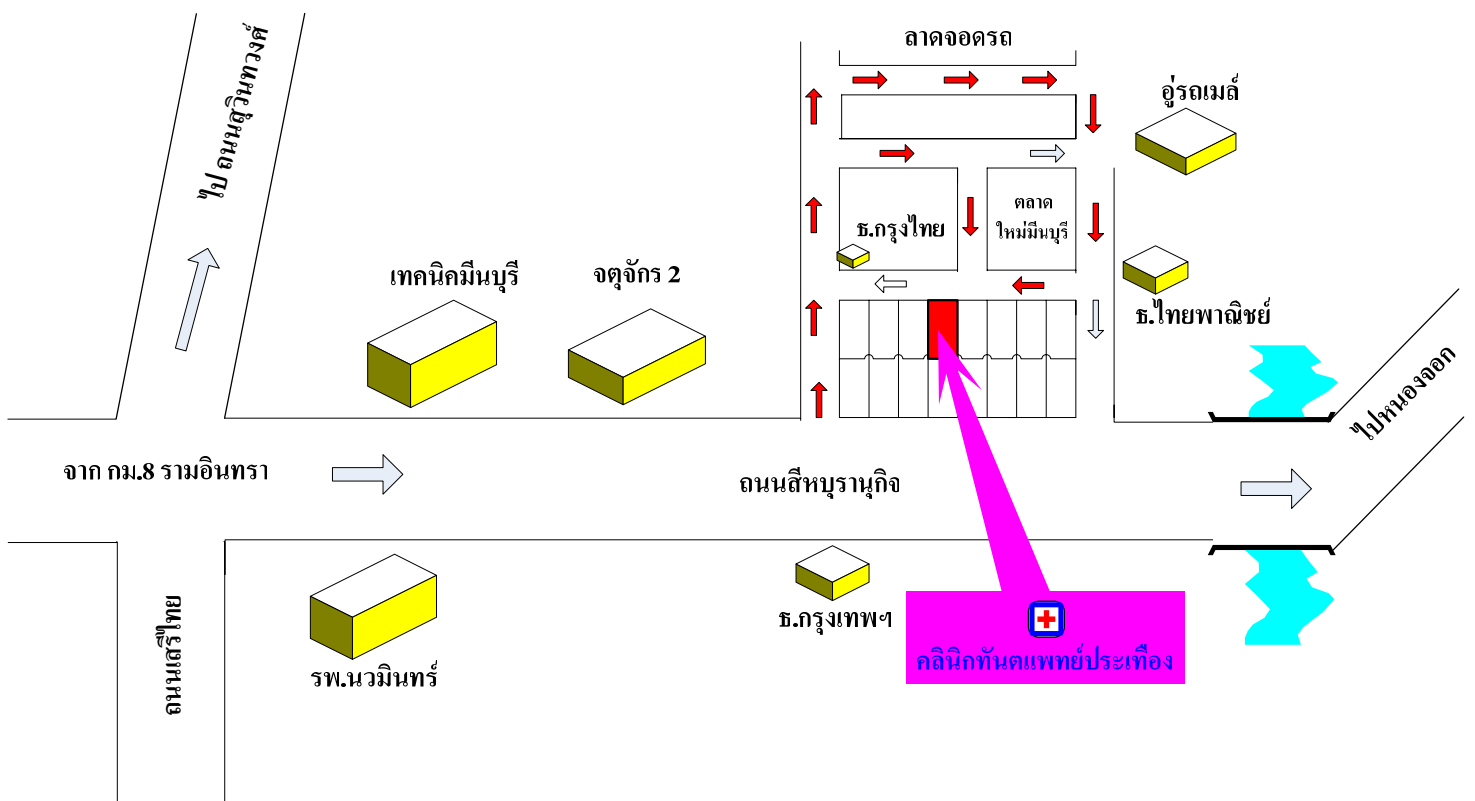 ลาดจอดรถ
ไป ถนนสุวินทวงศ์
อู่รถเมล์
ตลาด
ใหม่มีนบุรี
ธ.กรุงไทย
เทคนิคมีนบุรี
จตุจักร 2
ธ.ไทยพาณิชย์
ไปหนองจอก
จาก กม.8 รามอินทรา
ถนนสีหบุรานุกิจ
ถนนเสรีไทย
รพ.นวมินทร์
ธ.กรุงเทพฯ
คลินิกทันตแพทย์ประเทือง